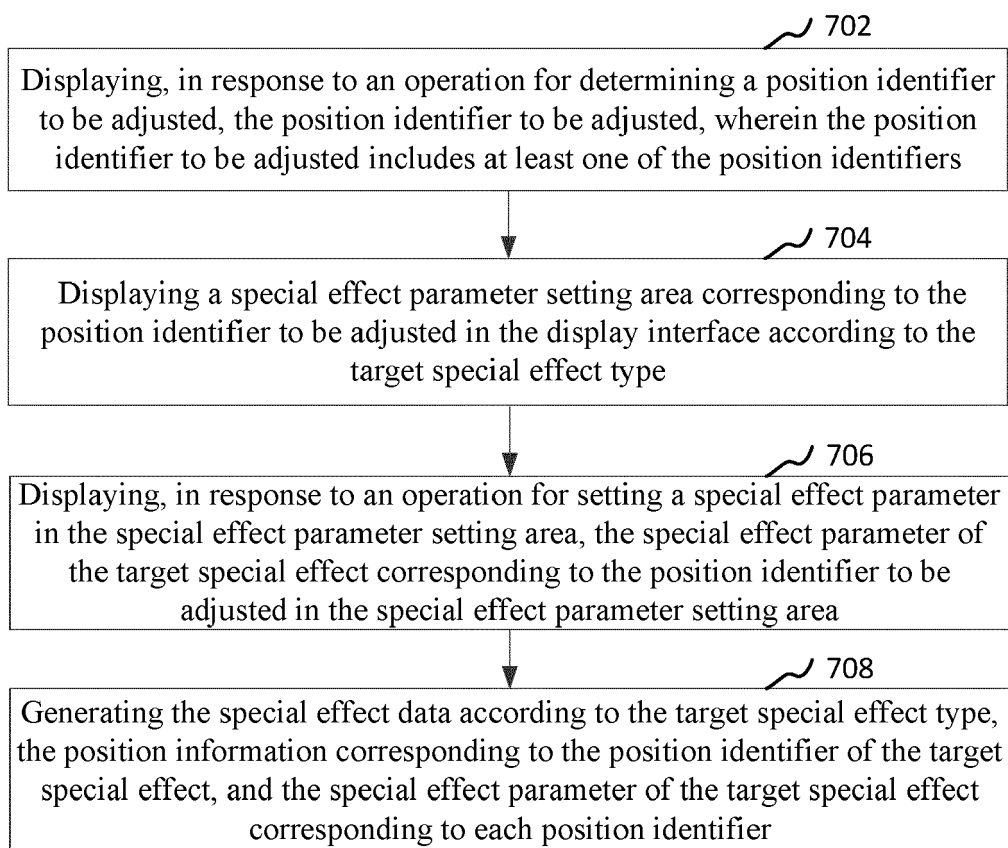 702
Displaying, in response to an operation for determining a position identifier
to be adjusted, the position identifier to be adjusted, wherein the position
identifier to be adjusted includes at least one of the position identifiers
704
Displaying a special effect parameter setting area corresponding to the
position identifier to be adjusted in the display interface according to the
target special effect type
706
Displaying, in response to an operation for setting a special effect parameter
in the special effect parameter setting area, the special effect parameter of
the target special effect corresponding to the position identifier to be
adjusted in the special effect parameter setting area
708
Generating the special effect data according to the target special effect type,
the position information corresponding to the position identifier of the target
special effect, and the special effect parameter of the target special effect
corresponding to each position identifier